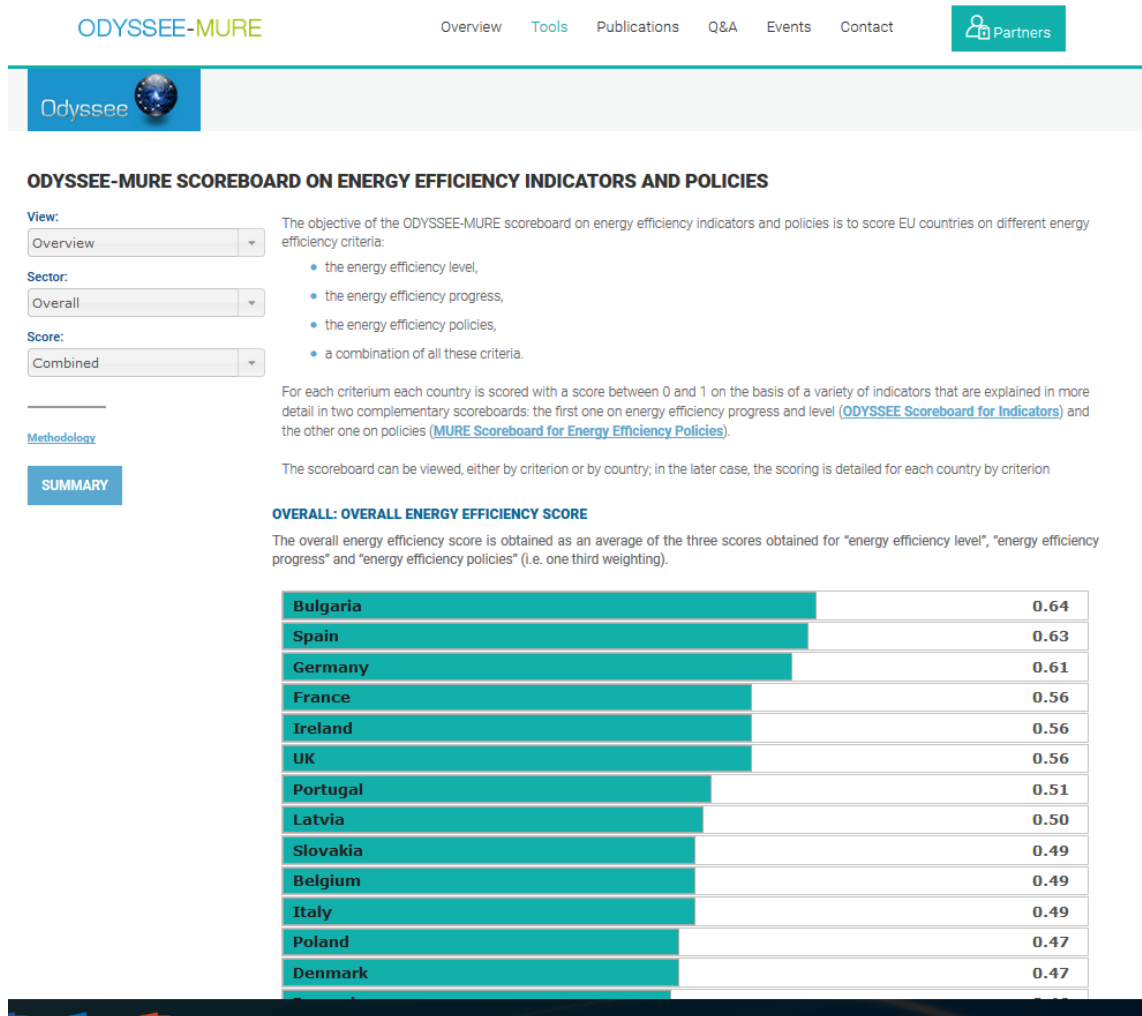 ODYSSEE-MURE
Overview Tools Publications Q&A Events Contact Partners
Odyssee
ODYSSEE-MURE SCOREBOARD ON ENERGY EFFICIENCY INDICATORS AND POLICIES
View:
Overview
Sector:
Overall
Score:
Combined
Methodology
SUMMARY
The objective of the ODYSSEE-MURE scoreboard on energy efficiency indicators and policies is to score EU countries on different energy
efficiency criteria:
• the energy efficiency level,
• the energy efficiency progress,
• the energy efficiency policies,
• a combination of all these criteria.
For each criterium each country is scored with a score between 0 and 1 on the basis of a variety of indicators that are explained in more
detail in two complementary scoreboards: the first one on energy efficiency progress and level (ODYSSEE Scoreboard for Indicators) and
the other one on policies (MURE Scoreboard for Energy Efficiency Policies).
The scoreboard can be viewed, either by criterion or by country; in the later case, the scoring is detailed for each country by criterion
OVERALL: OVERALL ENERGY EFFICIENCY SCORE
The overall energy efficiency score is obtained as an average of the three scores obtained for “energy efficiency level”, “energy efficiency
progress” and “energy efficiency policies” (i.e. one third weighting).
Bulgaria 0.64
Spain 0.63
Germany 0.61
France 0.56
Ireland 0.56
UK 0.56
Portugal 0.51
Latvia 0.50
Slovakia 0.49
Belgium 0.49
Italy 0.49
Poland 0.47
Denmark 0.47